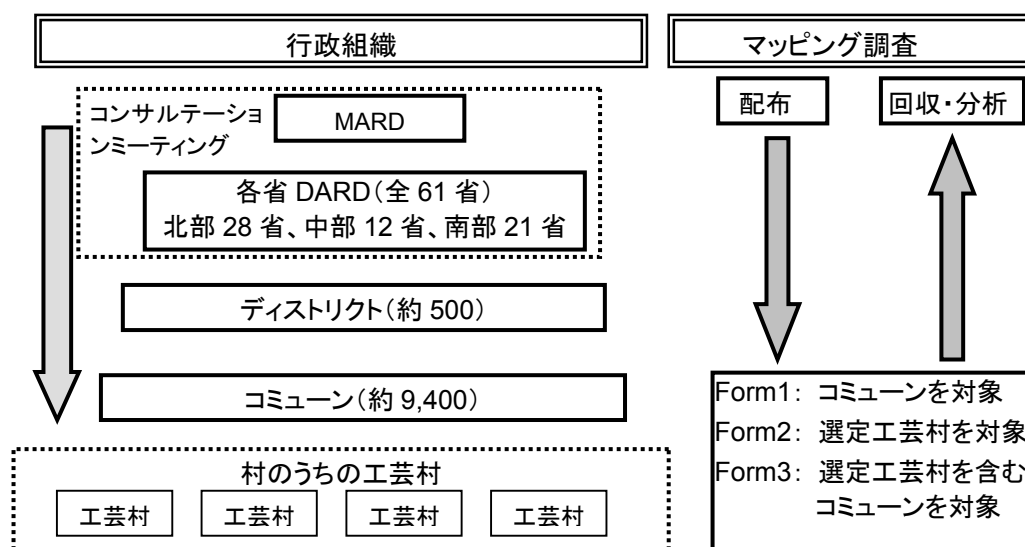 行政組織
マッピング調査
コンサルテーショ
ンミーティング
MARD
配布
回収・分析
各省 DARD(全 61 省)
北部 28 省、中部 12 省、南部 21 省
ディストリクト(約 500)
コミューン(約 9,400)
Form1: コミューンを対象
Form2: 選定工芸村を対象
Form3: 選定工芸村を含む
コミューンを対象
村のうちの工芸村
工芸村
工芸村
工芸村
工芸村